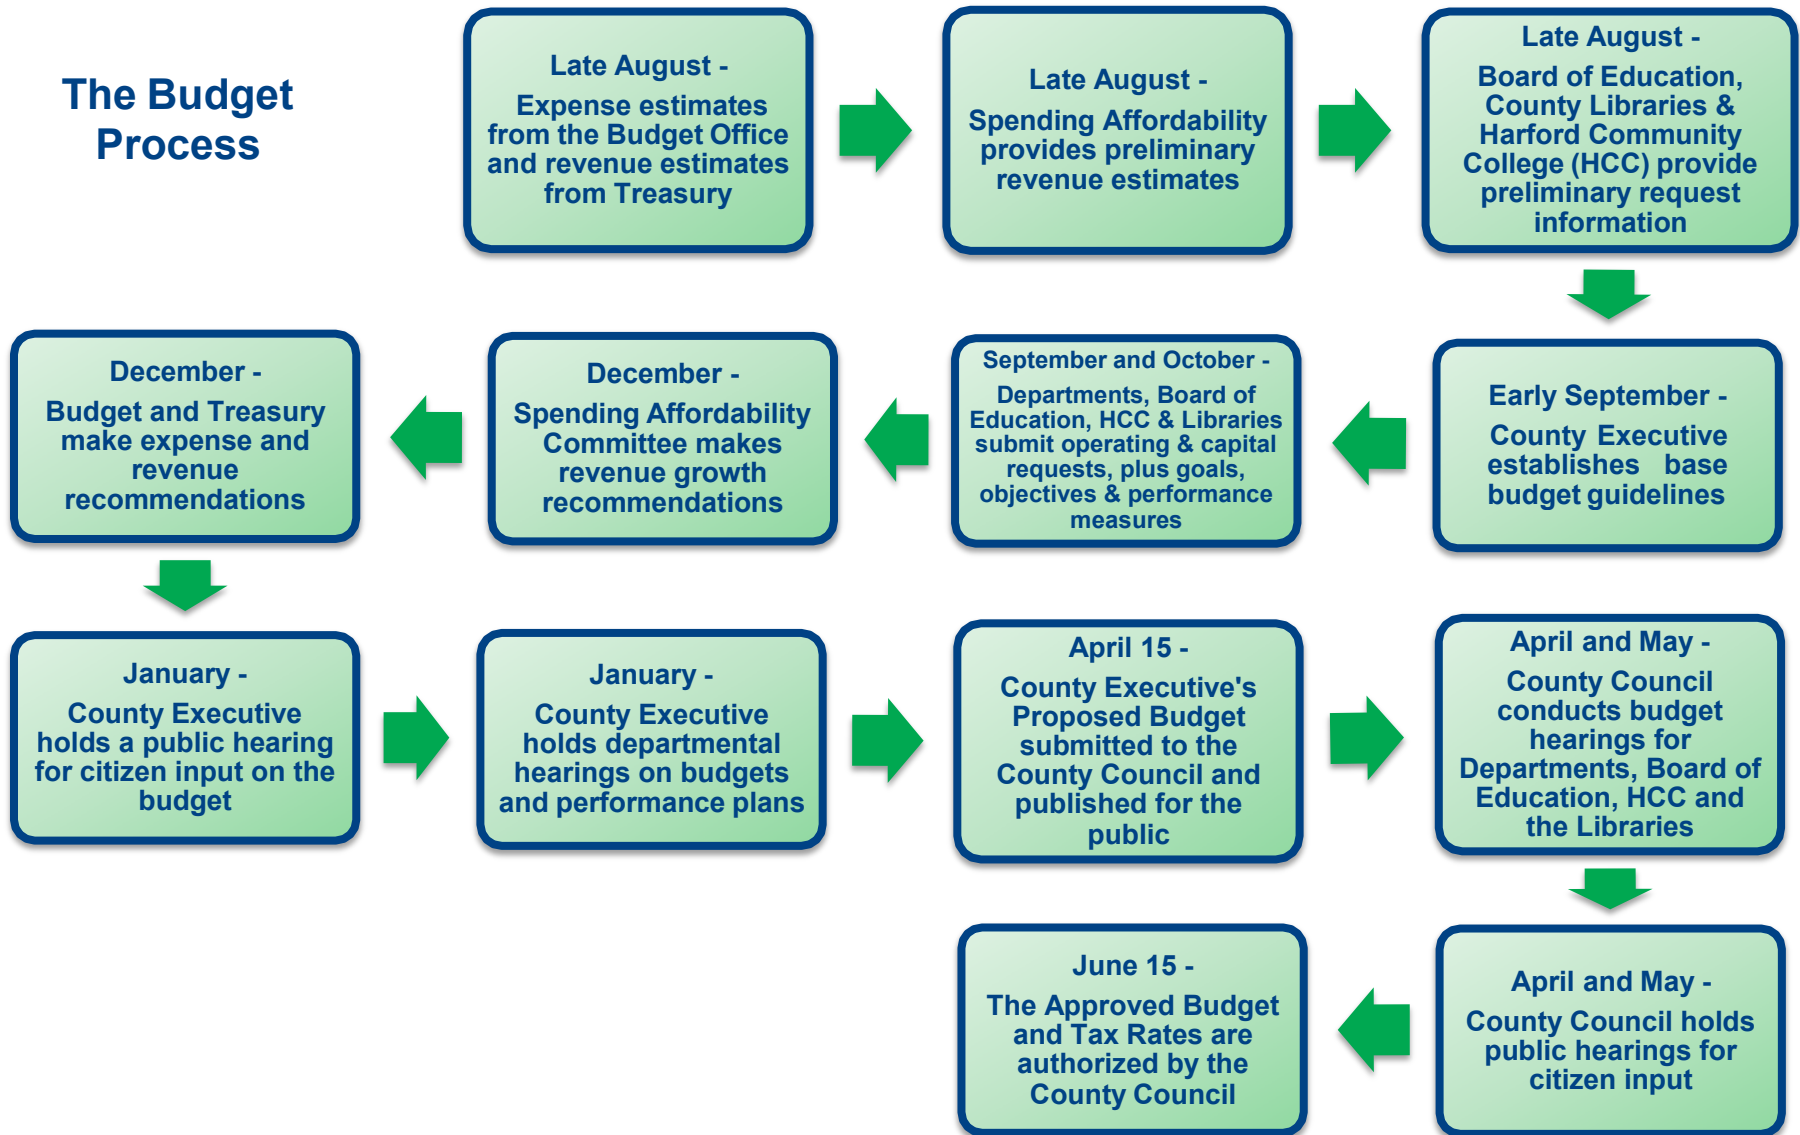 The Budget
Process
Late August -
Expense estimates
from the Budget Office
and revenue estimates
from Treasury
Late August -
Spending Affordability
provides preliminary
revenue estimates
Late August -
Board of Education,
County Libraries &
Harford Community
College (HCC) provide
preliminary request
information
Early September -
County Executive
establishes base
budget guidelines
September and October -
Departments, Board of
Education, HCC & Libraries
submit operating & capital
requests, plus goals,
objectives & performance
measures
December -
Spending Affordability
Committee makes
revenue growth
recommendations
December -
Budget and Treasury
make expense and
revenue
recommendations
January -
County Executive
holds a public hearing
for citizen input on the
budget
January -
County Executive
holds departmental
hearings on budgets
and performance plans
April 15 -
County Executive's
Proposed Budget
submitted to the
County Council and
published for the
public
April and May -
County Council
conducts budget
hearings for
Departments, Board of
Education, HCC and
the Libraries
April and May -
County Council holds
public hearings for
citizen input
June 15 -
The Approved Budget
and Tax Rates are
authorized by the
County Council